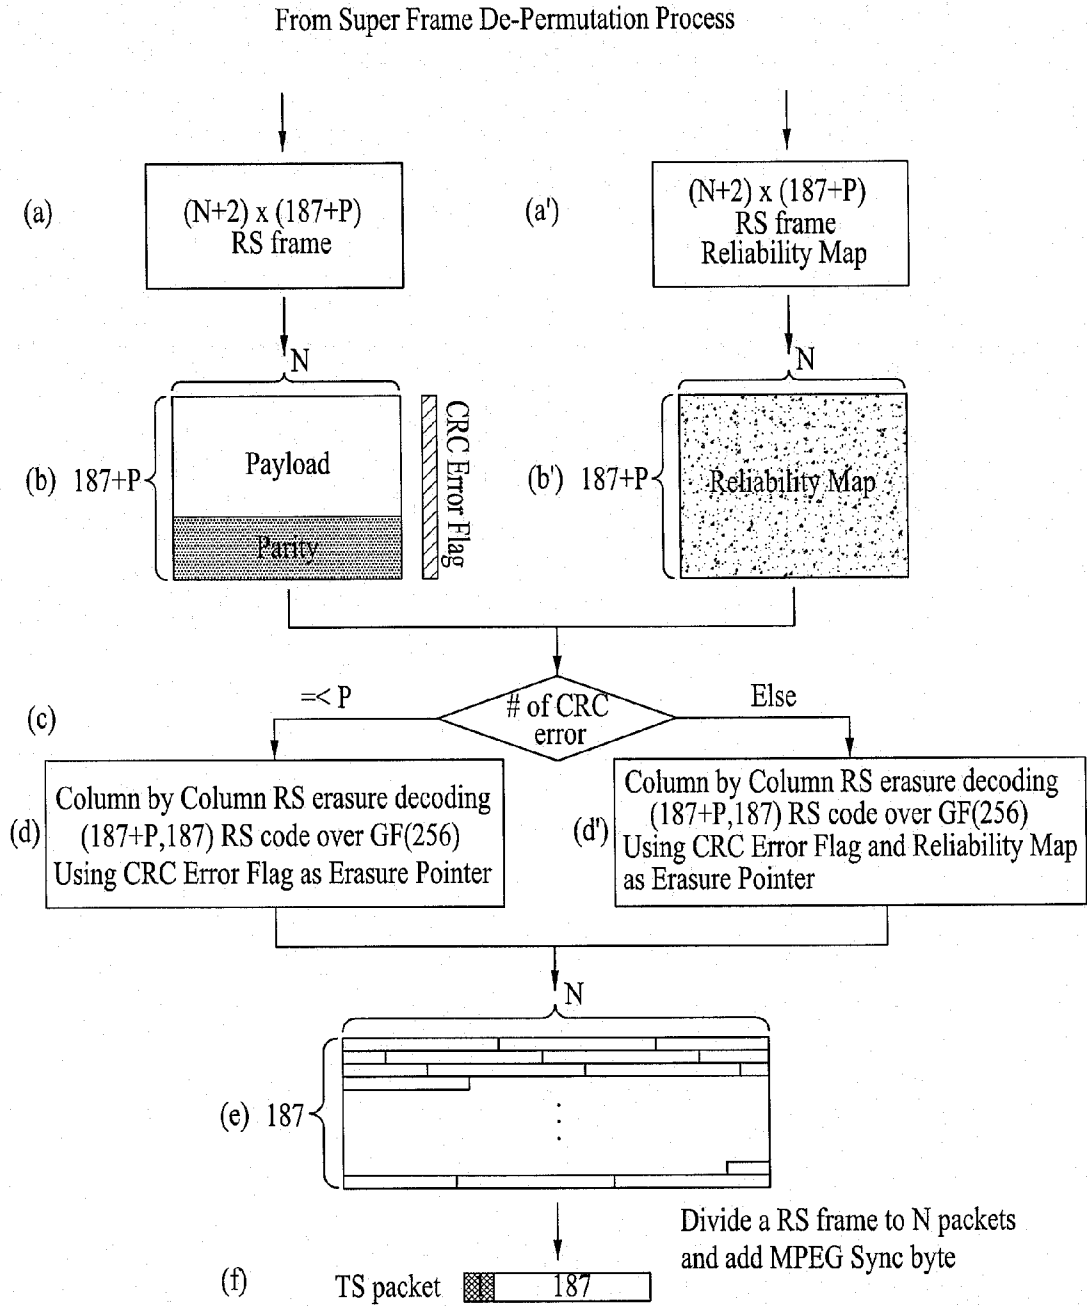 From Super Frame De-Permutation Process
(a)
(N+2) x (187+P)
RS frame
(a')
(N+2) x (187+P)
RS frame
Reliability Map
N
N
(b) 187+P
Payload
Parity
CRC Error Flag
(b') 187+P
Reliability Map
(c)
=< P
# of CRC
error
Else
(d)
Column by Column RS erasure decoding
(187+P,187) RS code over GF(256)
Using CRC Error Flag as Erasure Pointer
(d')
Column by Column RS erasure decoding
(187+P,187) RS code over GF(256)
Using CRC Error Flag and Reliability Map
as Erasure Pointer
N
(e) 187
Divide a RS frame to N packets
and add MPEG Sync byte
(f)
TS packet
1
187